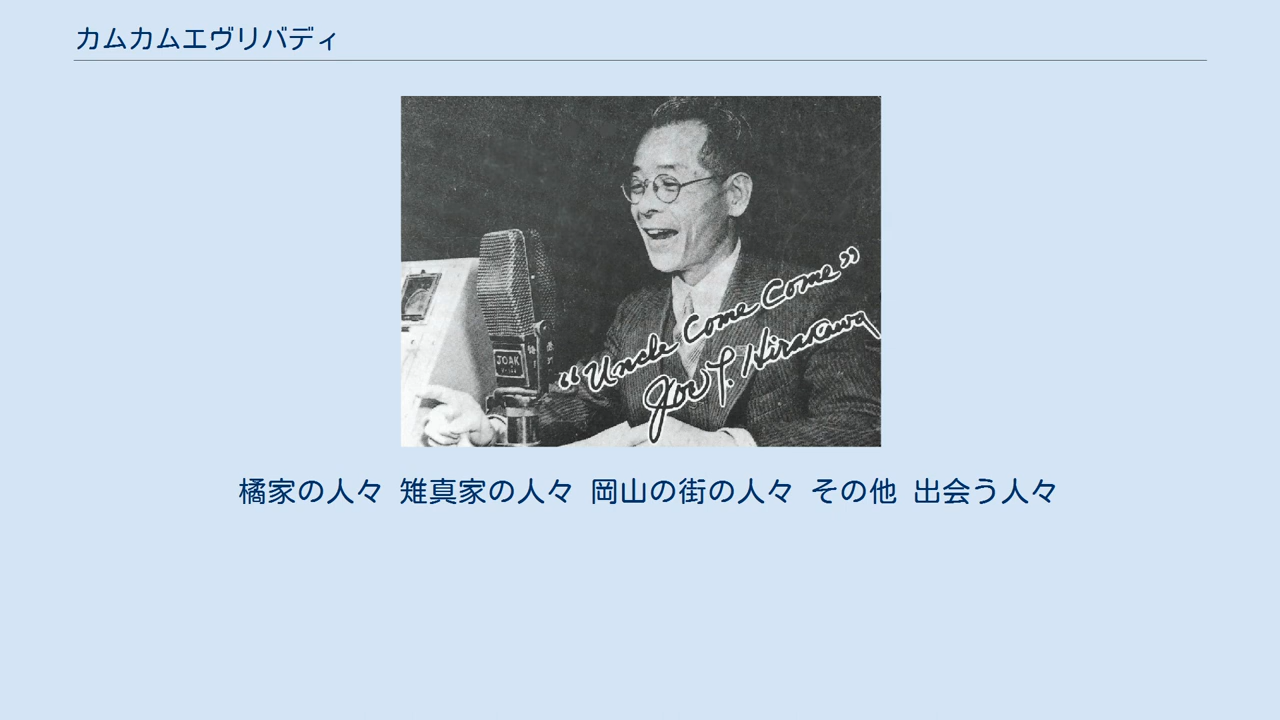 カムカムエヴリバディ
“Uncle Come Come”
Joe T. Hirakawa
JOAK
橘家の人々 雉真家の人々 岡山の街の人々 その他 出会う人々